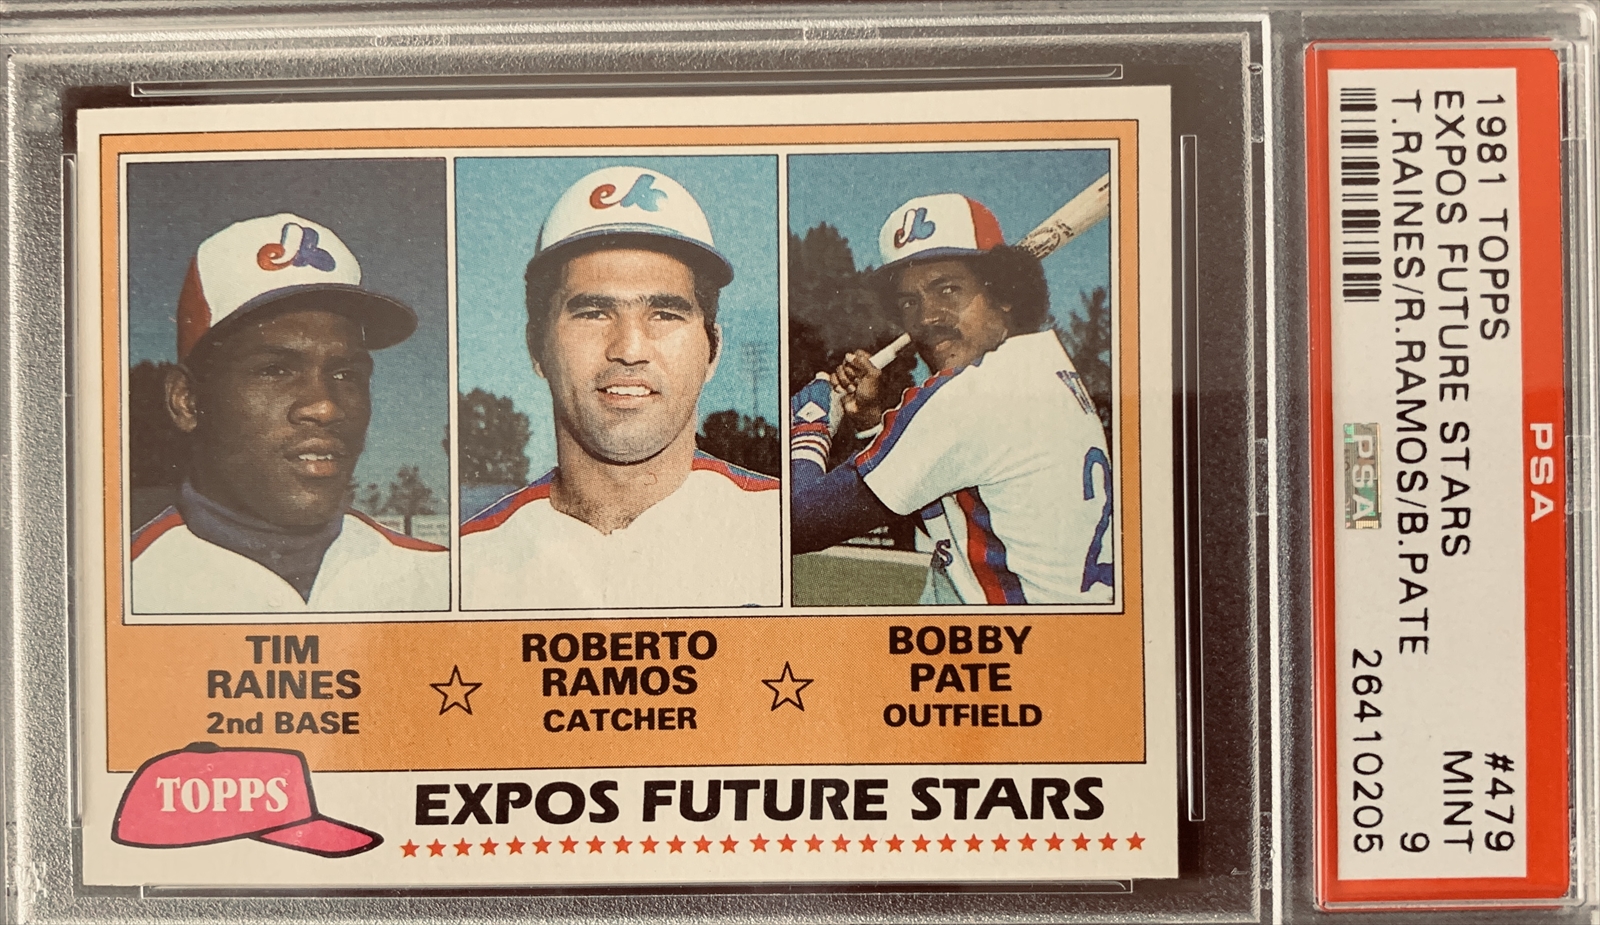 TIM
RAINES
2nd BASE
ROBERTO
RAMOS
CATCHER
BOBBY
PATE
OUTFIELD
TOPPS
EXPOS FUTURE STARS
PSA
1981 TOPPS #479
EXPOS FUTURE STARS MINT
T.RAINES/R.RAMOS/B.PATE 9
PSA 26410205